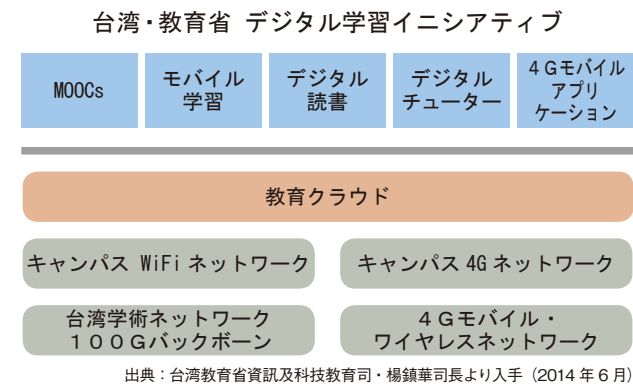 台湾・教育省 デジタル学習イニシアティブ
MOOCs
モバイル
学習
デジタル
読書
デジタル
チューター
4Gモバイル
アプリ
ケーション
教育クラウド
キャンパス WiFi ネットワーク
キャンパス 4G ネットワーク
台湾学術ネットワーク
１００Gバックボーン
４Ｇモバイル・
ワイヤレスネットワーク
出典：台湾教育省資訊及科技教育司・楊鎮華司長より入手（2014 年 6 月）